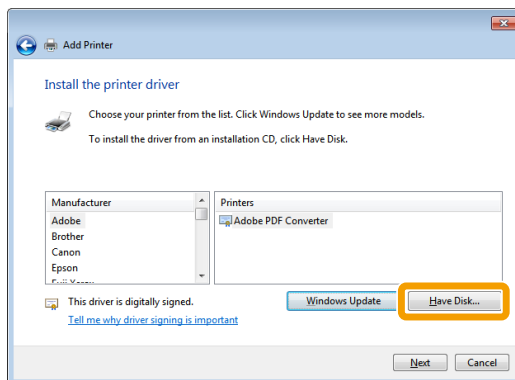 Add Printer
Install the printer driver
Choose your printer from the list. Click Windows Update to see more models.
To install the driver from an installation CD, click Have Disk.
Manufacturer
Adobe
Brother
Canon
Epson
Printers
Adobe PDF Converter
This driver is digitally signed.
Tell me why driver signing is important
Windows Update
Have Disk...
Next
Cancel